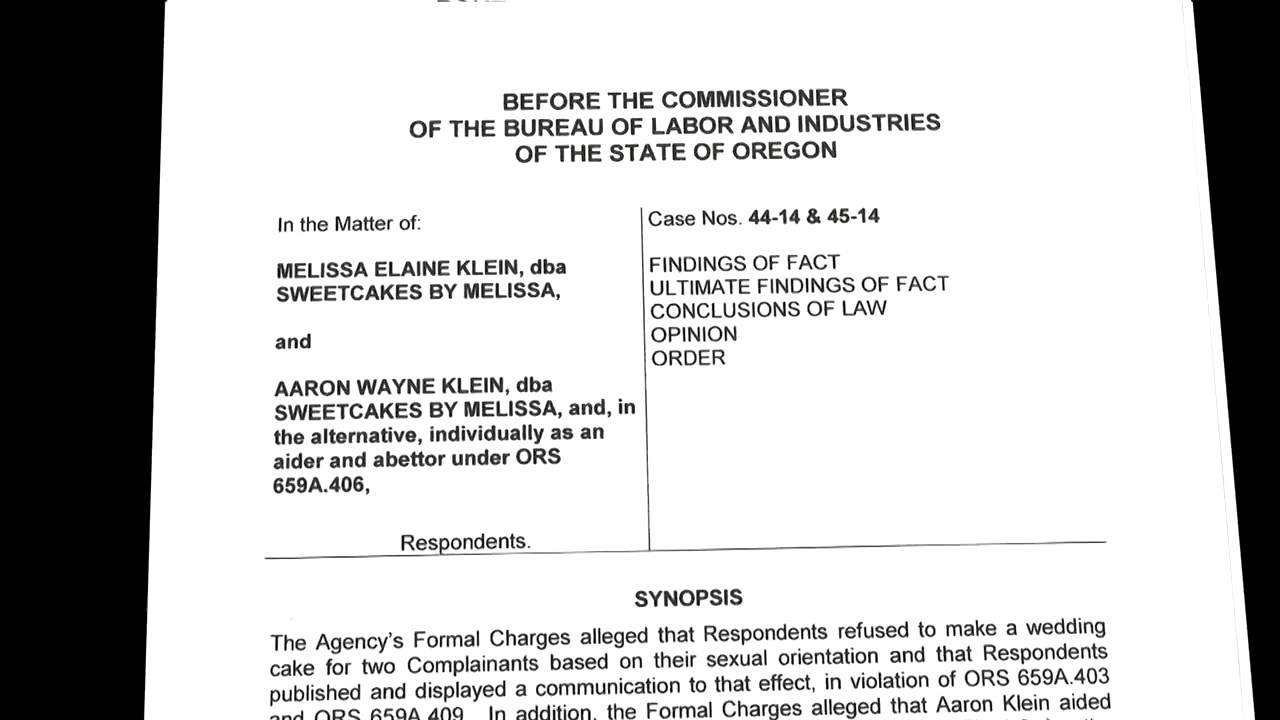 BEFORE THE COMMISSIONER
OF THE BUREAU OF LABOR AND INDUSTRIES
OF THE STATE OF OREGON
In the Matter of:
MELISSA ELAINE KLEIN, dba
SWEETCAKES BY MELISSA,
and
AARON WAYNE KLEIN, dba
SWEETCAKES BY MELISSA, and, in
the alternative, individually as an
aider and abettor under ORS
659A.406,
Respondents.
Case Nos. 44-14 & 45-14
FINDINGS OF FACT
ULTIMATE FINDINGS OF FACT
CONCLUSIONS OF LAW
OPINION
ORDER
SYNOPSIS
The Agency's Formal Charges alleged that Respondents refused to make a wedding
cake for two Complainants based on their sexual orientation and that Respondents
published and displayed a communication to that effect, in violation of ORS 659A.403
and ORS 659A.409. In addition, the Formal Charges alleged that Aaron Klein aided